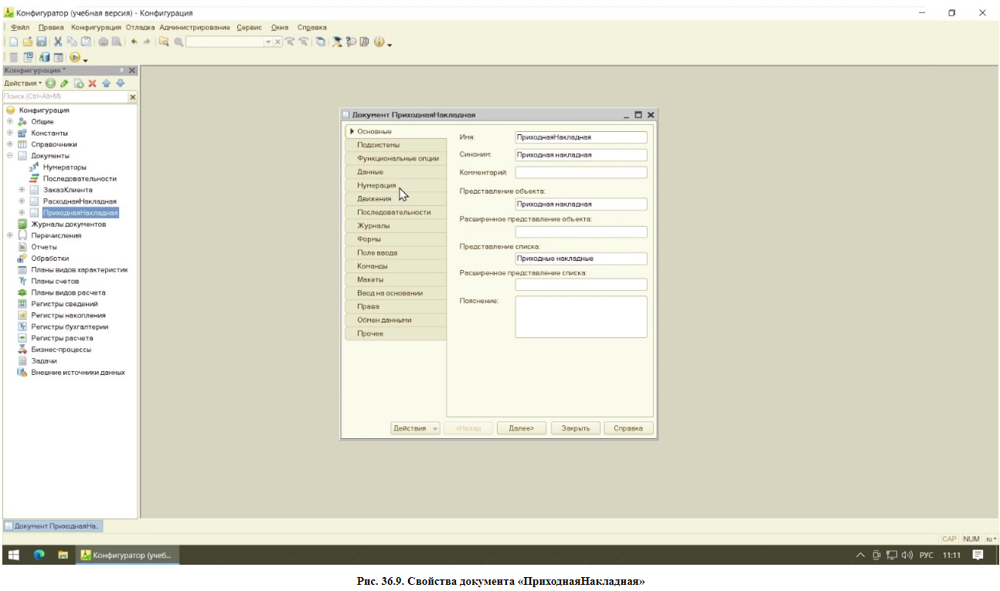 Конфигуратор (учебная версия) - Конфигурация
Файл Правка Конфигурация Отладка Администрирование Сервис Окна Справка
Конфигурация *
Действия
Поиск (Ctrl+Alt+M)
Конфигурация
Общие
Константы
Справочники
Документы
Нумераторы
Последовательности
ЗаказКлиента
РасходнаяНакладная
ПриходнаяНакладная
Журналы документов
Перечисления
Отчеты
Обработки
Планы видов характеристик
Планы счетов
Планы видов расчета
Регистры сведений
Регистры накопления
Регистры бухгалтерии
Регистры расчета
Бизнес-процессы
Задачи
Внешние источники данных
Документ ПриходнаяНакладная
Основные
Подсистемы
Функциональные опции
Данные
Нумерация
Движения
Последовательности
Журналы
Формы
Поле ввода
Команды
Макеты
Ввод на основании
Права
Обмен данными
Прочее
Имя: ПриходнаяНакладная
Синоним: Приходная накладная
Комментарий:
Представление объекта:
Приходная накладная
Расширенное представление объекта:
Представление списка:
Приходные накладные
Расширенное представление списка:
Пояснение:
Действия <Назад Далее> Закрыть Справка
Документ ПриходнаяНа..
CAP NUM ru
Конфигуратор (учеб... РУС 11:11
Рис. 36.9. Свойства документа «ПриходнаяНакладная»